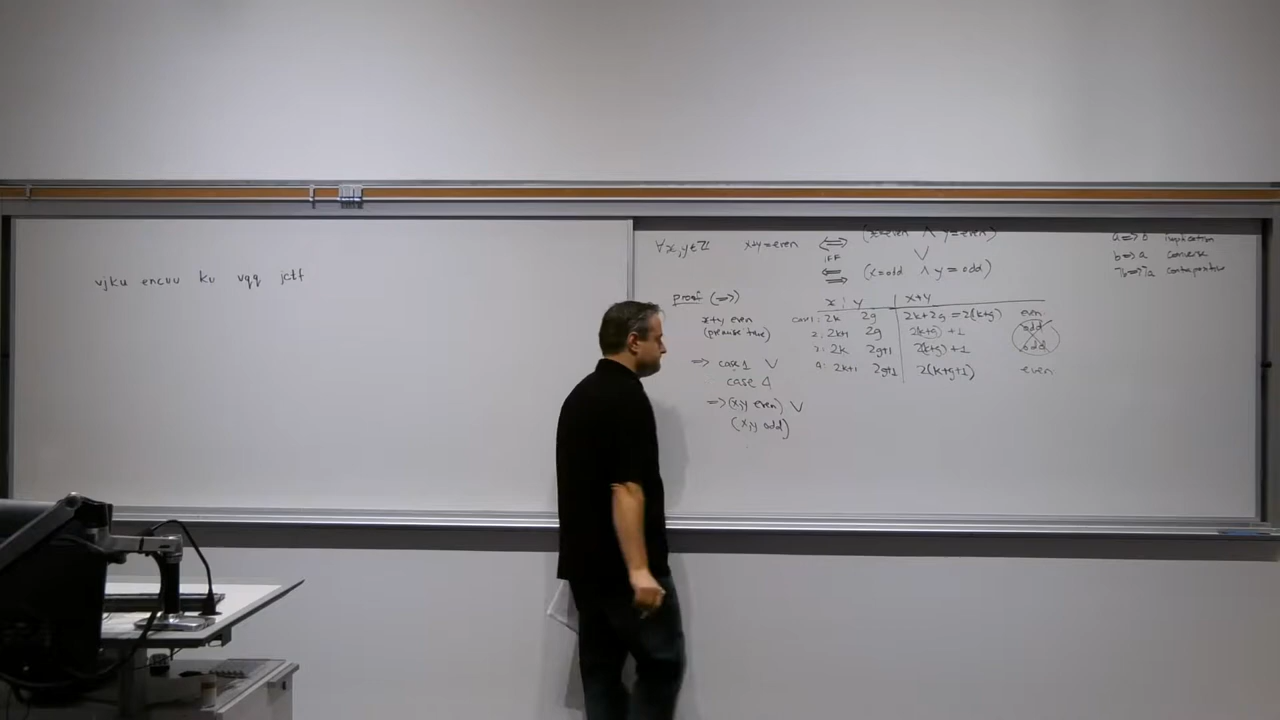 vjku encuu ku vqq jctf
∀x,y∈ℤ x+y=even ⟺ (x=even ∧ y=even)
iff ∨
⟸ (x=odd ∧ y=odd)
⟹
a⟹b implication
b⟹a converse
¬b⟹¬a contrapositive
proof (⟹)
x+y even
(premise true)
⟹ case 1 ∨
case 4
⟹(x,y even) ∨
(x,y odd)
x y x+y
case 1: 2k 2g 2k+2g = 2(k+g) even
2: 2k+1 2g 2(k+g)+1 odd
3: 2k 2g+1 2(k+g)+1 odd
4: 2k+1 2g+1 2(k+g+1) even